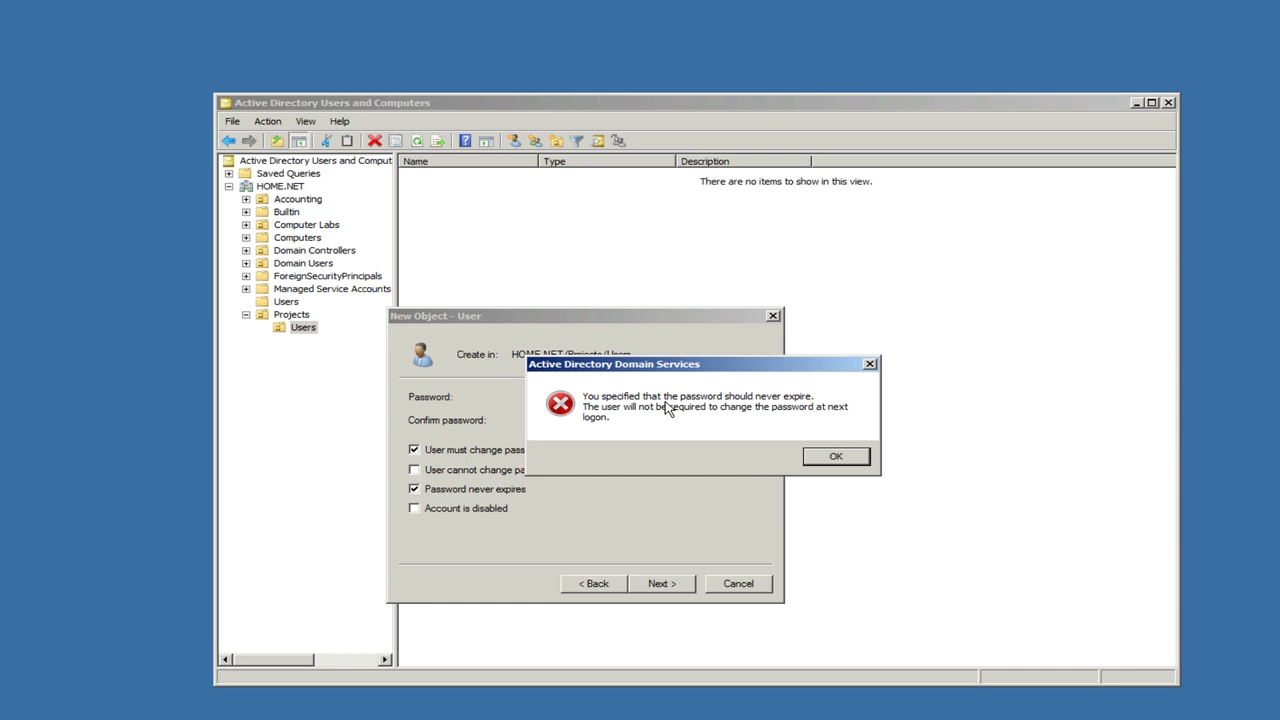 Active Directory Users and Computers
File Action View Help
Active Directory Users and Comput
Saved Queries
HOME.NET
Accounting
Builtin
Computer Labs
Computers
Domain Controllers
Domain Users
ForeignSecurityPrincipals
Managed Service Accounts
Users
Projects
Users
Name Type Description
There are no items to show in this view.
New Object - User
Create in: HOME.NET/Projects/Users
Password:
Confirm password:
User must change pass
User cannot change pa
Password never expires
Account is disabled
< Back Next > Cancel
Active Directory Domain Services
You specified that the password should never expire.
The user will not be required to change the password at next
logon.
OK